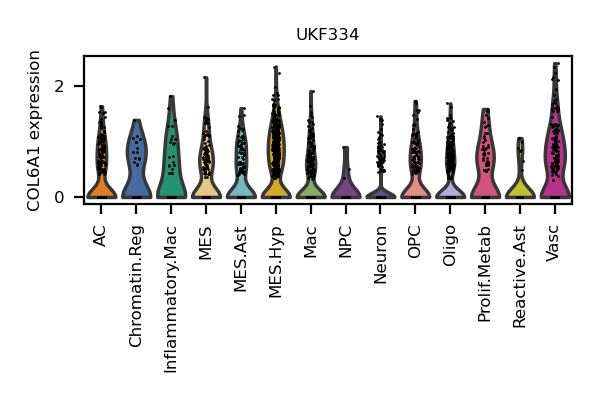 UKF334
COL6A1 expression
2
0
AC
Chromatin.Reg
Inflammatory.Mac
MES
MES.Ast
MES.Hyp
Mac
NPC
Neuron
OPC
Oligo
Prolif.Metab
Reactive.Ast
Vasc